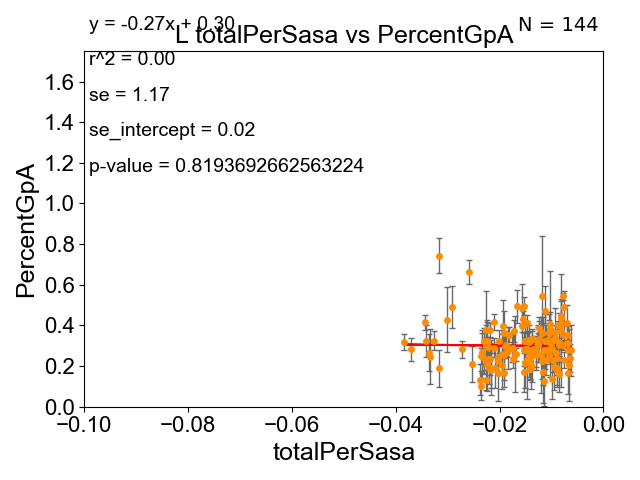 y = -0.27x + 0.30
L totalPerSasa vs PercentGpA
N = 144
r^2 = 0.00
se = 1.17
se_intercept = 0.02
p-value = 0.8193692662563224
PercentGpA
1.6
1.4
1.2
1.0
0.8
0.6
0.4
0.2
0.0
−0.10 −0.08 −0.06 −0.04 −0.02 0.00
totalPerSasa